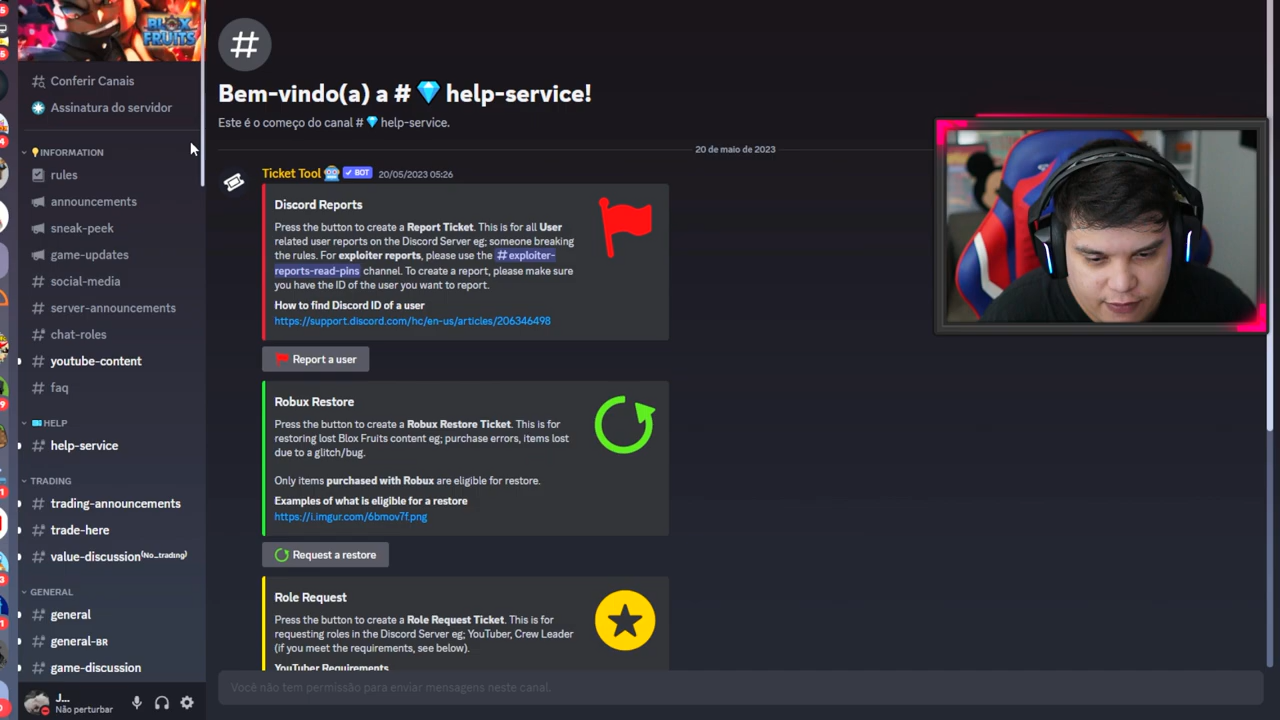 BLOX
FRUITS
Conferir Canais
Assinatura do servidor
INFORMATION
rules
announcements
sneak-peek
game-updates
social-media
server-announcements
chat-roles
youtube-content
faq
HELP
help-service
TRADING
trading-announcements
trade-here
value-discussion⁽ᴺᵒ_ᵗʳᵃᵈⁱⁿᵍ⁾
GENERAL
general
general-BR
game-discussion
J...
Não perturbar
Bem-vindo(a) a # 💎 help-service!
Este é o começo do canal # 💎 help-service.
20 de maio de 2023
Ticket Tool 🤖 ✓ BOT 20/05/2023 05:26
Discord Reports
Press the button to create a Report Ticket. This is for all User
related user reports on the Discord Server eg; someone breaking
the rules. For exploiter reports, please use the #exploiter-
reports-read-pins channel. To create a report, please make sure
you have the ID of the user you want to report.
How to find Discord ID of a user
https://support.discord.com/hc/en-us/articles/206346498
Report a user
Robux Restore
Press the button to create a Robux Restore Ticket. This is for
restoring lost Blox Fruits content eg; purchase errors, items lost
due to a glitch/bug.
Only items purchased with Robux are eligible for restore.
Examples of what is eligible for a restore
https://i.imgur.com/6bmov7f.png
Request a restore
Role Request
Press the button to create a Role Request Ticket. This is for
requesting roles in the Discord Server eg; YouTuber, Crew Leader
(if you meet the requirements, see below).
YouTuber Requirements
Você não tem permissão para enviar mensagens neste canal.